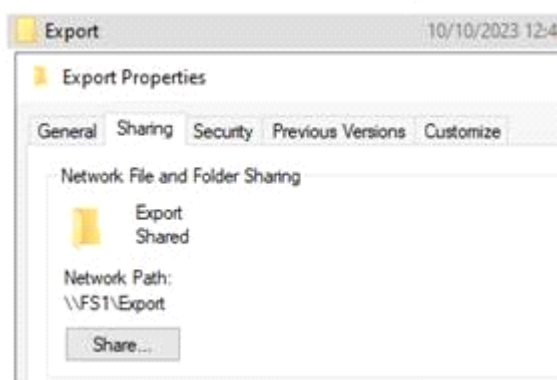 Export 10/10/2023 12:4
Export Properties
General Sharing Security Previous Versions Customize
Network File and Folder Sharing
Export
Shared
Network Path:
\\FS1\Export
Share...